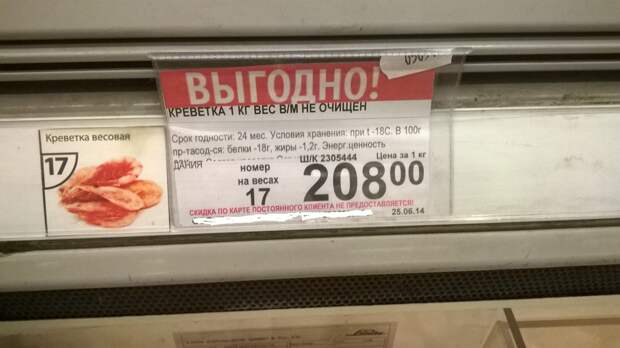 ВЫГОДНО!
КРЕВЕТКА 1 КГ ВЕС В/М НЕ ОЧИЩЕН
Срок годности: 24 мес. Условия хранения: при t -18С. В 100г
пр-тасод-ся: белки -18г, жиры -1,2г. Энерг.ценность
ДАНИЯ
Ш/К 2305444 Цена за 1 кг
номер
на весах
17
208 00
СКИДКА ПО КАРТЕ ПОСТОЯННОГО КЛИЕНТА НЕ ПРЕДОСТАВЛЯЕТСЯ!
25.06.14
Креветка весовая
17